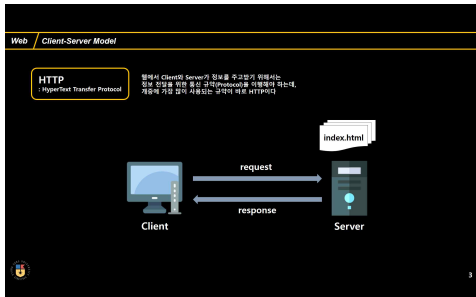 Web / Client-Server Model
HTTP
: HyperText Transfer Protocol
웹에서 Client와 Server가 정보를 주고받기 위해서는
정보 전달을 위한 통신 규약(Protocol)을 이행해야 하는데,
개중에 가장 많이 사용되는 규약이 바로 HTTP이다
index.html
request
response
Client
Server
3